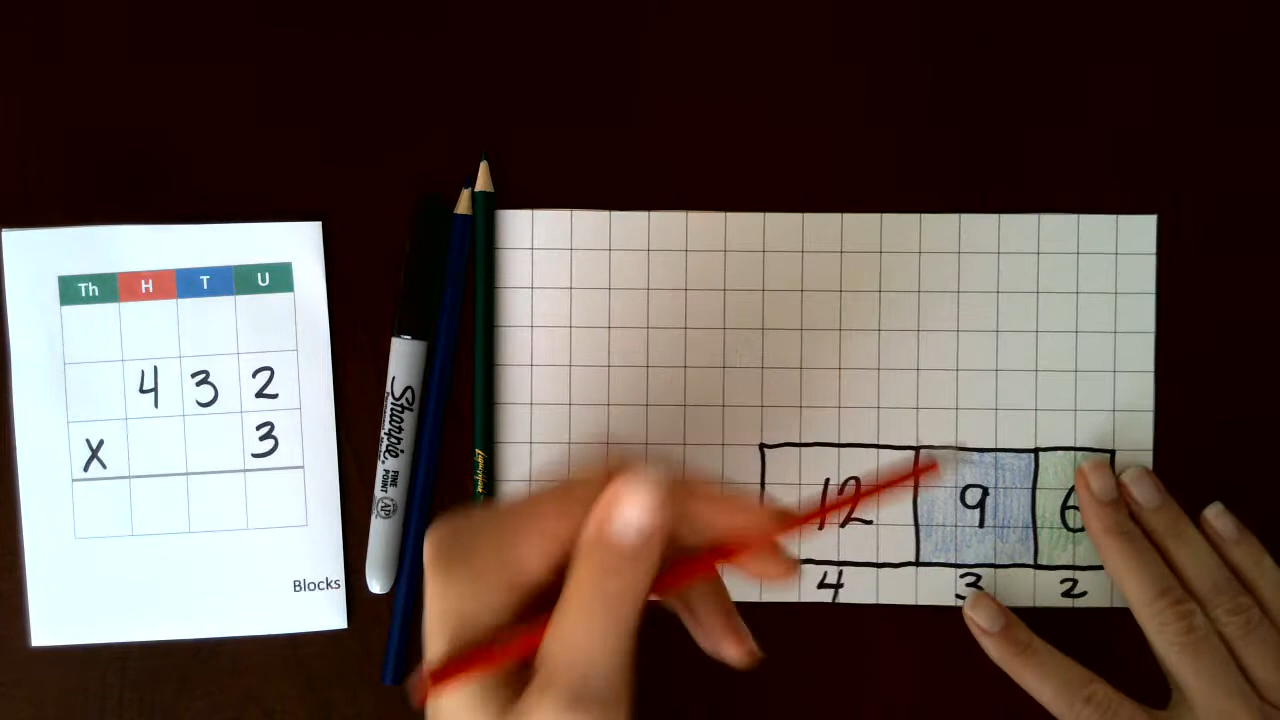 Th H T U
4 3 2
x 3
Blocks
Sharpie
FINE
POINT
AP
12 9 6
4 3 2